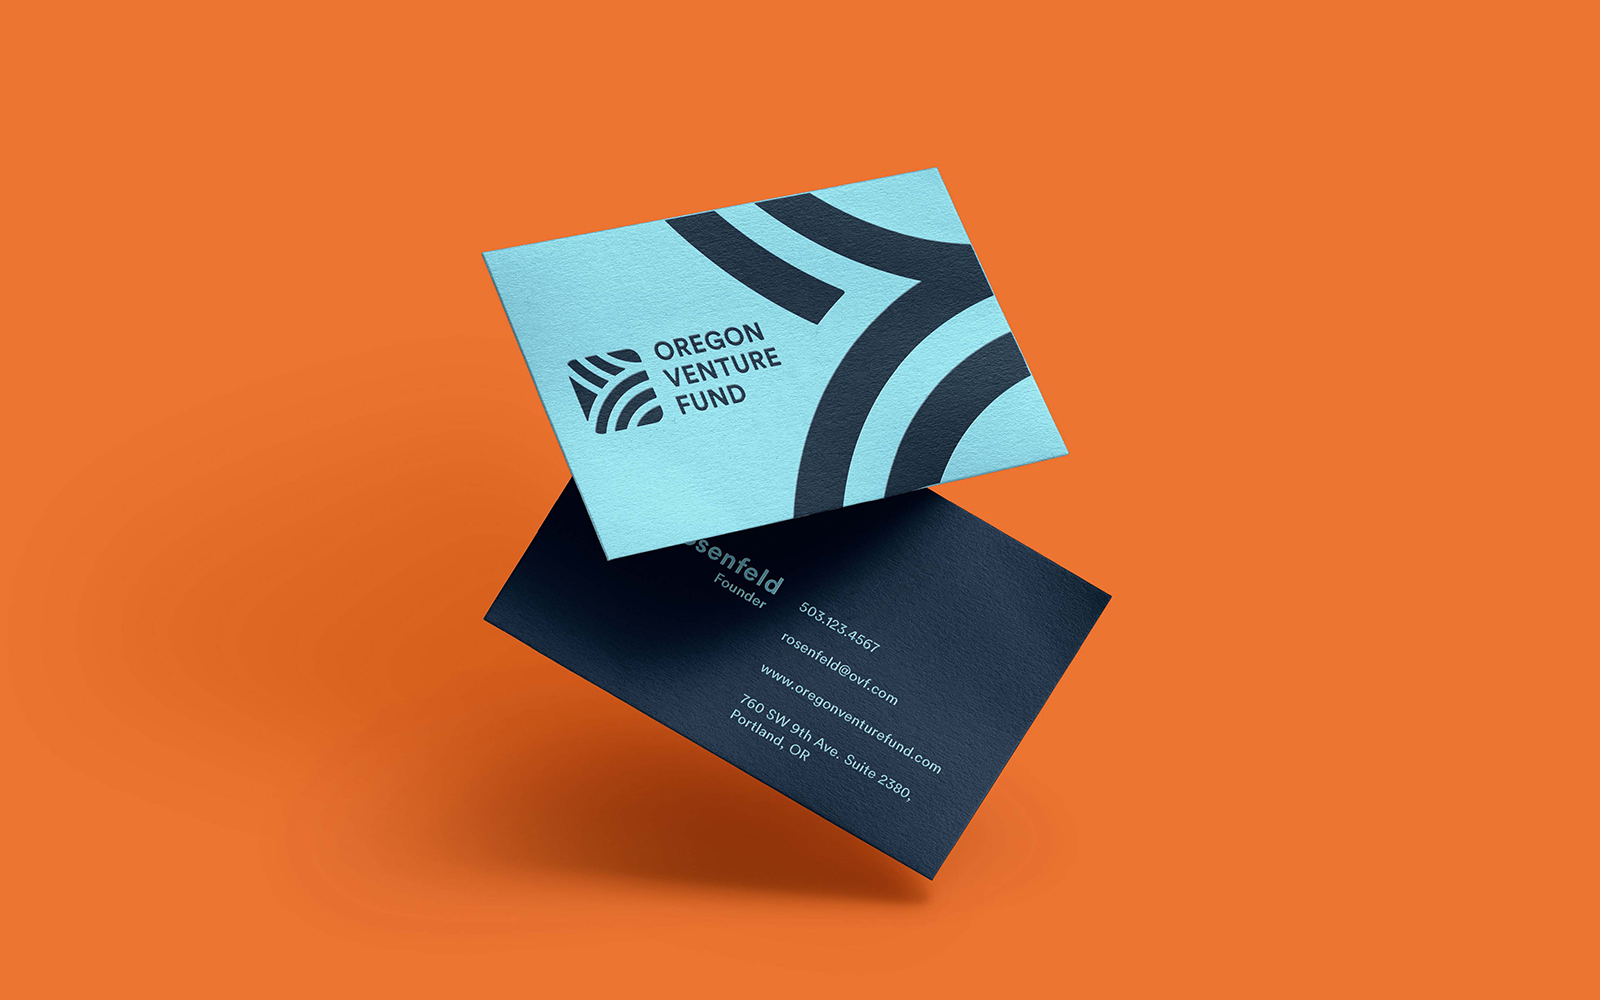 OREGON
VENTURE
FUND
osenfeld
Founder
503.123.4567
rosenfeld@ovf.com
www.oregonventurefund.com
760 SW 9th Ave. Suite 2380,
Portland, OR